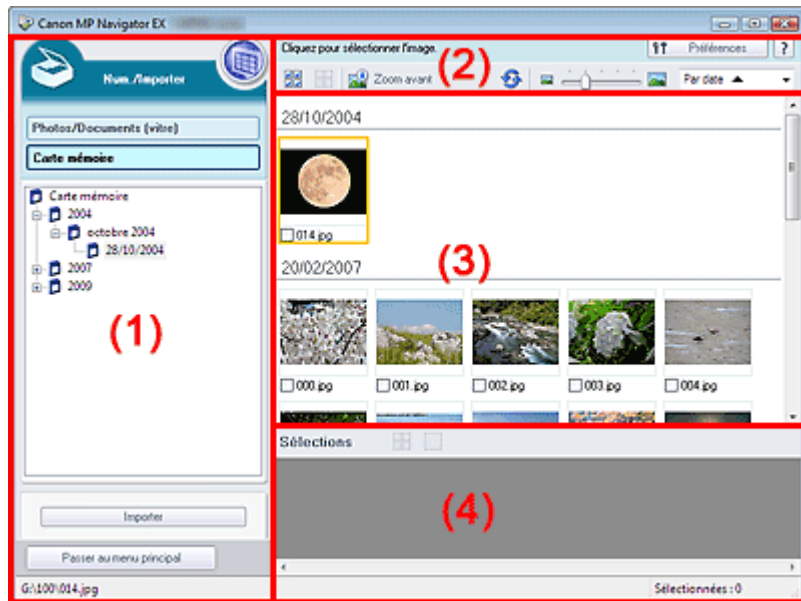 Canon MP Navigator EX
Num./Importer
Photos/Documents (vitre)
Carte mémoire
Carte mémoire
2004
octobre 2004
28/10/2004
2007
2009
(1)
Importer
Passer au menu principal
G:\100\014.jpg
Cliquez pour sélectionner l'image.
Préférences
?
Zoom avant
(2)
Par date
28/10/2004
014.jpg
20/02/2007
(3)
000.jpg
001.jpg
002.jpg
003.jpg
004.jpg
Sélections
(4)
Sélectionnées : 0